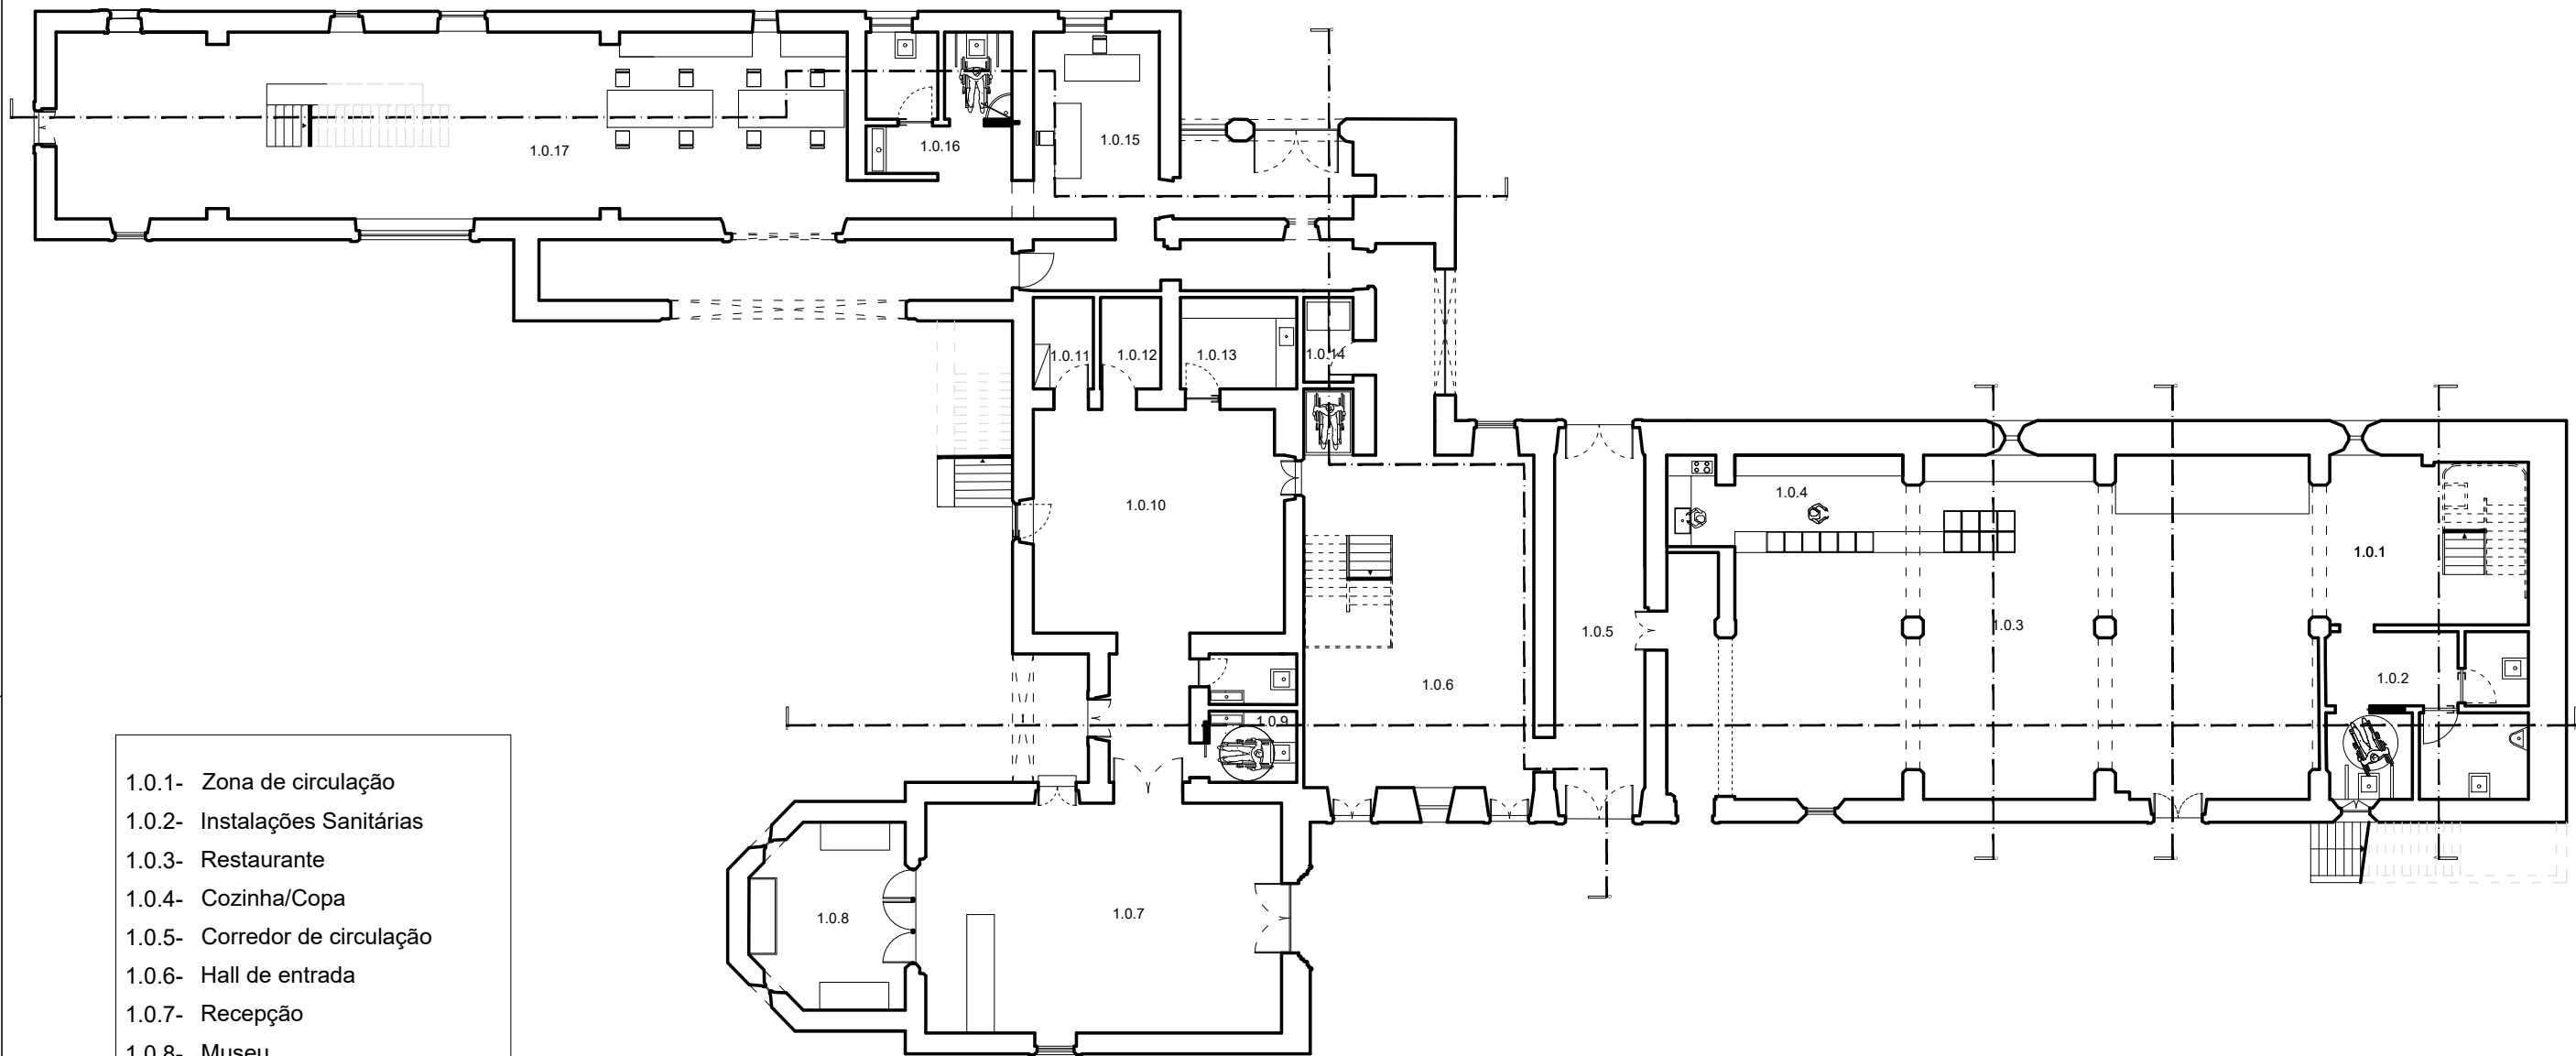 1.0.17
1.0.16
1.0.15
1.0.11
1.0.12
1.0.13
1.0.14
1.0.10
1.0.4
1.0.1
1.0.5
1.0.3
1.0.6
1.0.2
1.0.9
1.0.8
1.0.7
1.0.1- Zona de circulação
1.0.2- Instalações Sanitárias
1.0.3- Restaurante
1.0.4- Cozinha/Copa
1.0.5- Corredor de circulação
1.0.6- Hall de entrada
1.0.7- Recepção
1.0.8- Museu